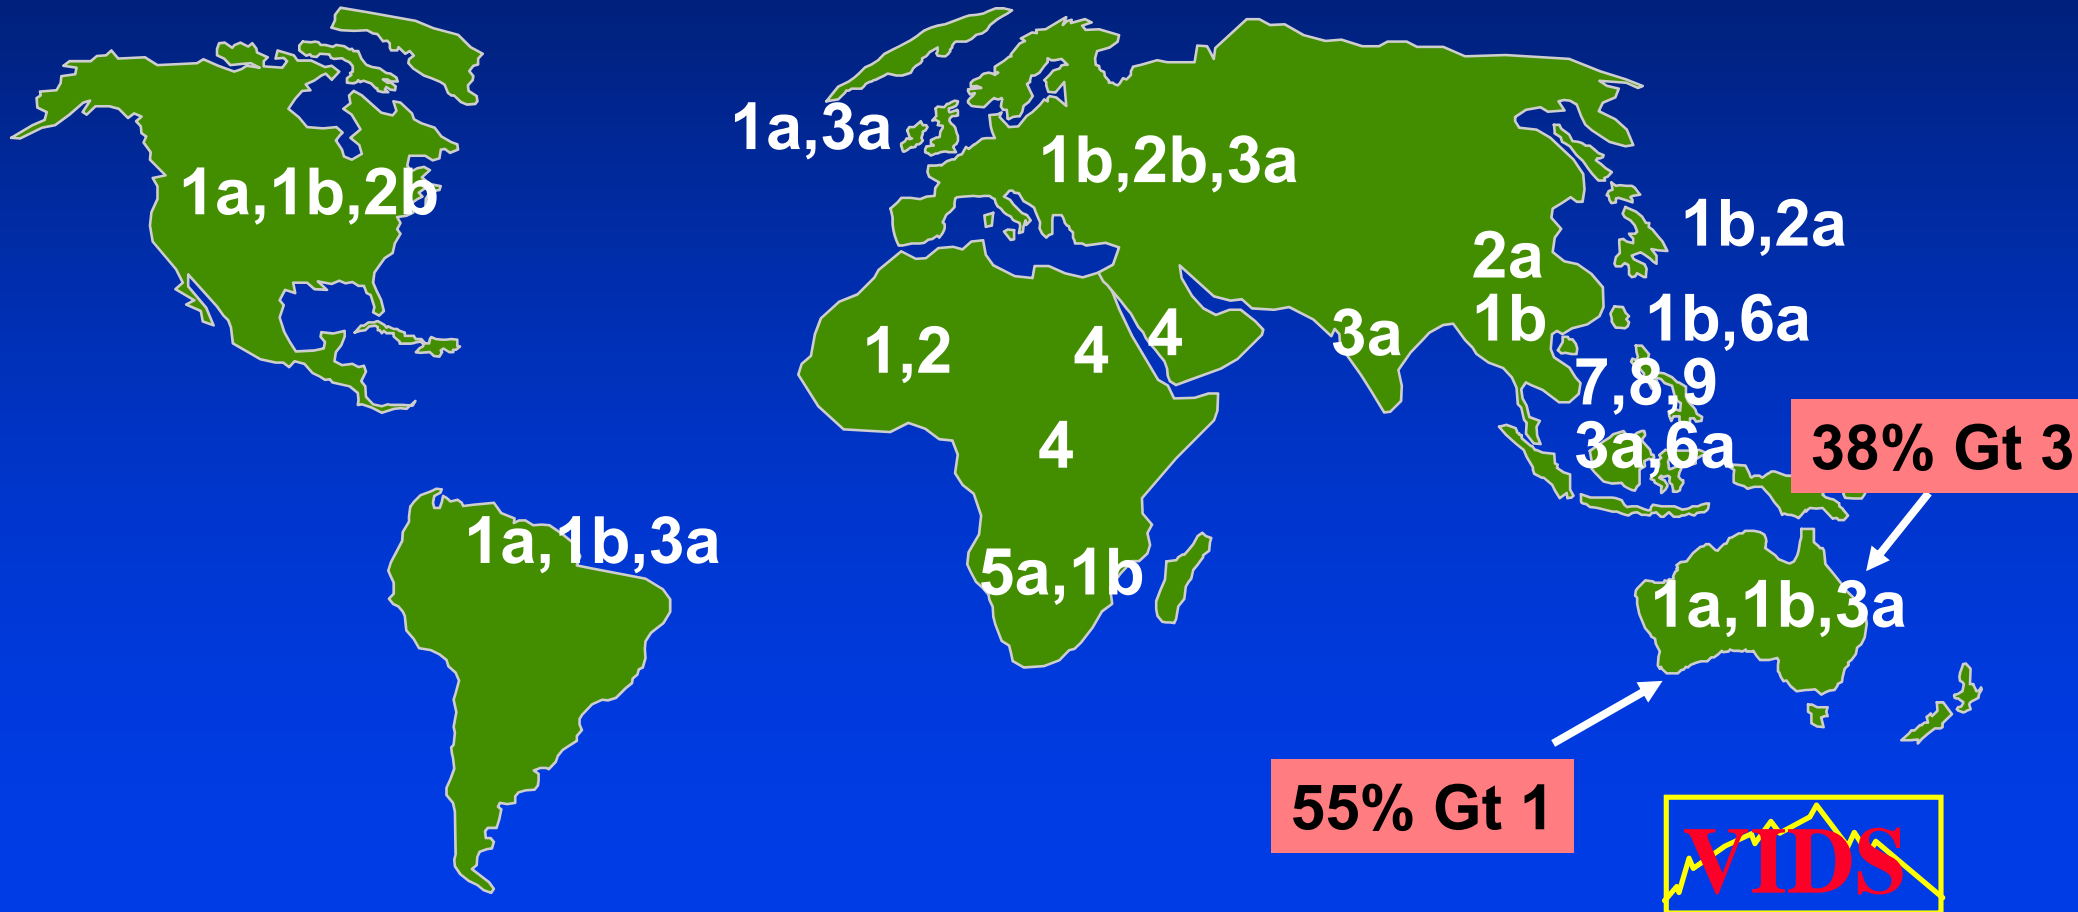 1a,3a
1b,2b,3a
1a,1b,2b
1b,2a
2a
1b
1b,6a
1,2
4
4
3a
7,8,9
4
3a,6a
38% Gt 3
1a,1b,3a
5a,1b
1a,1b,3a
55% Gt 1
VIDS